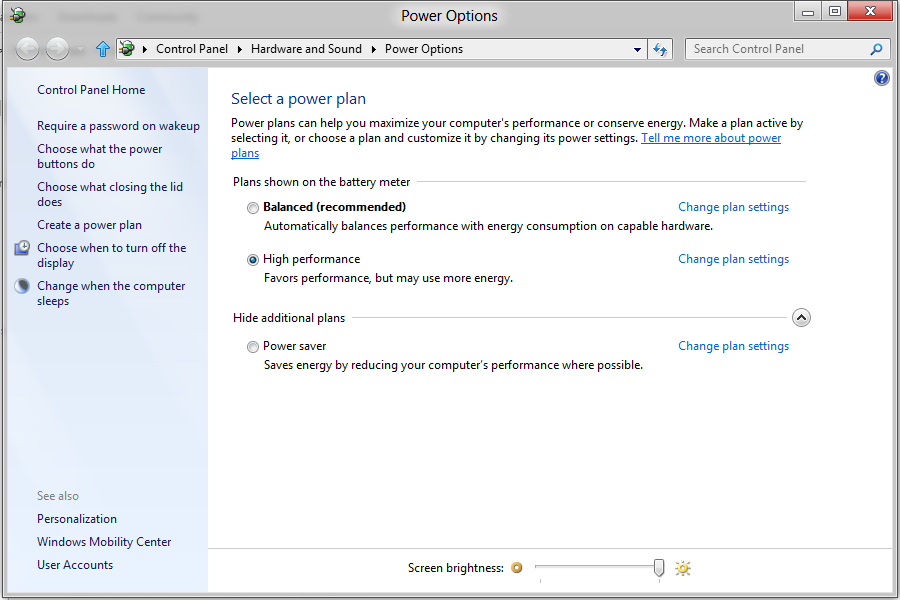 Power Options
Control Panel
Hardware and Sound
Power Options
Search Control Panel
Control Panel Home
Require a password on wakeup
Choose what the power
buttons do
Choose what closing the lid
does
Create a power plan
Choose when to turn off the
display
Change when the computer
sleeps
See also
Personalization
Windows Mobility Center
User Accounts
Select a power plan
Power plans can help you maximize your computer's performance or conserve energy. Make a plan active by
selecting it, or choose a plan and customize it by changing its power settings. Tell me more about power
plans
Plans shown on the battery meter
Balanced (recommended) Change plan settings
Automatically balances performance with energy consumption on capable hardware.
High performance Change plan settings
Favors performance, but may use more energy.
Hide additional plans
Power saver Change plan settings
Saves energy by reducing your computer's performance where possible.
Screen brightness: